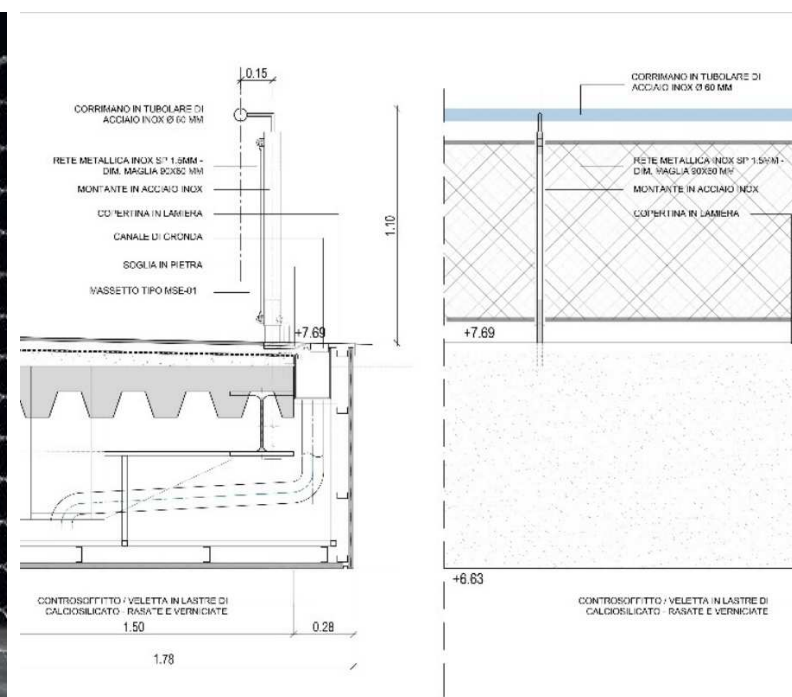 0.15
CORRIMANO IN TUBOLARE DI
ACCIAIO INOX Ø 60 MM
RETE METALLICA INOX SP 1.5MM -
DIM. MAGLIA 90X60 MM
MONTANTE IN ACCIAIO INOX
COPERTINA IN LAMIERA
CANALE DI GRONDA
SOGLIA IN PIETRA
MASSETTO TIPO MSE-01
1.10
+7.69
CONTROSOFFITTO / VELETTA IN LASTRE DI
CALCIOSILICATO - RASATE E VERNICIATE
1.50
0.28
1.78
CORRIMANO IN TUBOLARE DI
ACCIAIO INOX Ø 60 MM
RETE METALLICA INOX SP 1.5MM -
DIM. MAGLIA 90X60 MM
MONTANTE IN ACCIAIO INOX
COPERTINA IN LAMIERA
+7.69
+6.63
CONTROSOFFITTO / VELETTA IN LASTRE DI
CALCIOSILICATO - RASATE E VERNICIATE